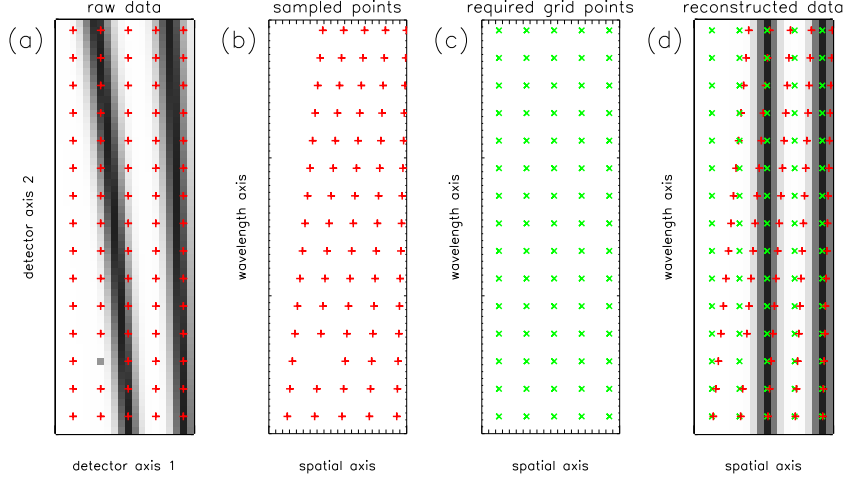 raw data
sampled points
required grid points
reconstructed data
(a)
(b)
(c)
(d)
detector axis 2
wavelength axis
wavelength axis
wavelength axis
detector axis 1
spatial axis
spatial axis
spatial axis